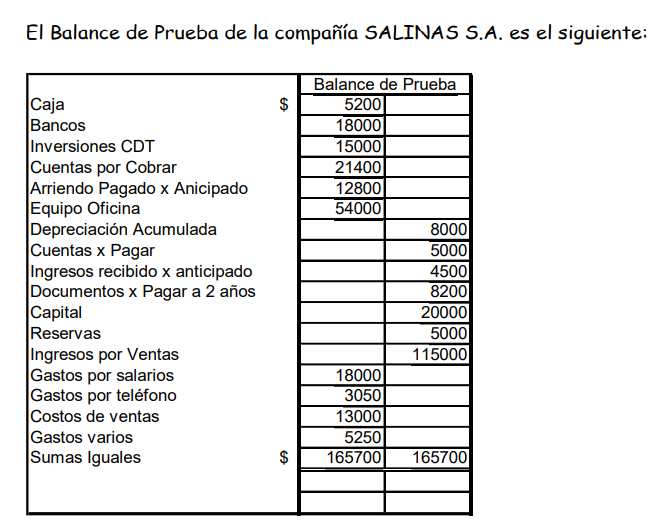 El Balance de Prueba de la compañía SALINAS S.A. es el siguiente:
Balance de Prueba
Caja $ 5200
Bancos 18000
Inversiones CDT 15000
Cuentas por Cobrar 21400
Arriendo Pagado x Anicipado 12800
Equipo Oficina 54000
Depreciación Acumulada 8000
Cuentas x Pagar 5000
Ingresos recibido x anticipado 4500
Documentos x Pagar a 2 años 8200
Capital 20000
Reservas 5000
Ingresos por Ventas 115000
Gastos por salarios 18000
Gastos por teléfono 3050
Costos de ventas 13000
Gastos varios 5250
Sumas Iguales $ 165700 165700